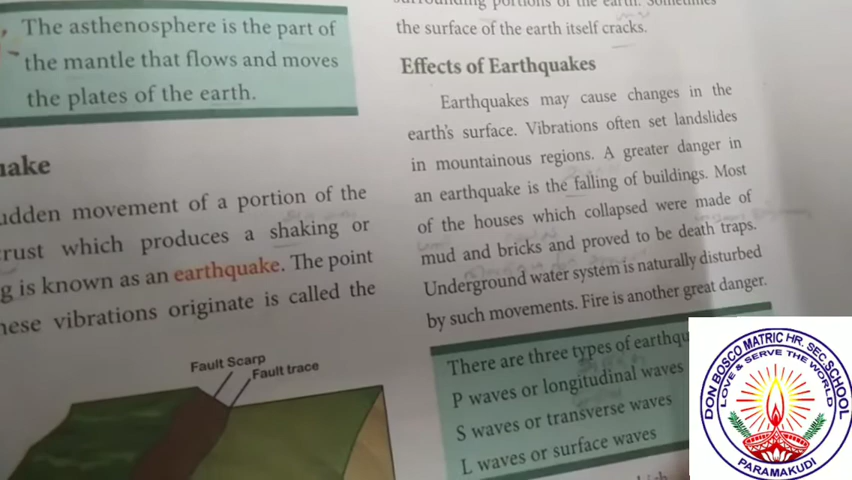 The asthenosphere is the part of
the mantle that flows and moves
the plates of the earth.
movement of a portion of the
which produces a shaking or
is known as an earthquake. The point
vibrations originate is called the
Fault Scarp
Fault trace
portions of the earth. Sometimes
the surface of the earth itself cracks.
Effects of Earthquakes
Earthquakes may cause changes in the
earth's surface. Vibrations often set landslides
in mountainous regions. A greater danger in
an earthquake is the falling of buildings. Most
of the houses which collapsed were made of
mud and bricks and proved to be death traps.
Underground water system is naturally disturbed
by such movements. Fire is another great danger.
There are three types of
P waves or longitudinal waves
S waves or transverse waves
L waves or surface waves
DON BOSCO MATRIC HR. SEC. SCHOOL
LOVE & SERVE THE WORLD
PARAMAKUDI